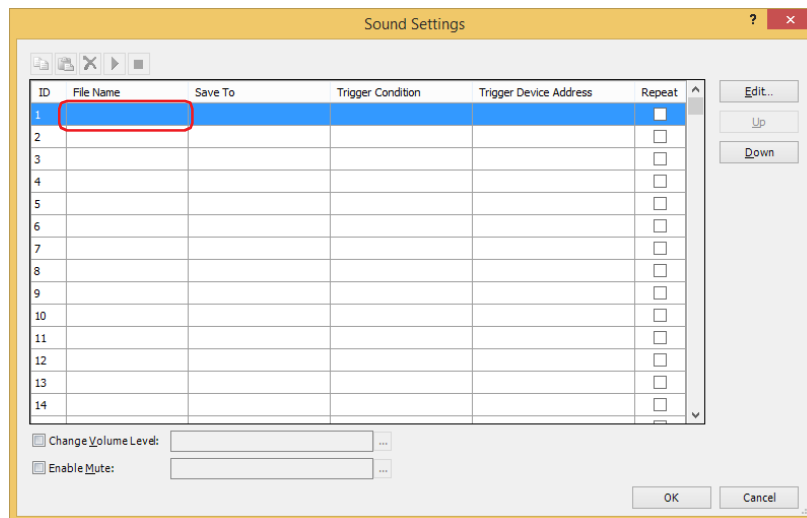 Sound Settings
? ×
ID File Name Save To Trigger Condition Trigger Device Address Repeat
Edit...
1
Up
2
Down
3
4
5
6
7
8
9
10
11
12
13
14
Change Volume Level: ...
Enable Mute: ...
OK Cancel